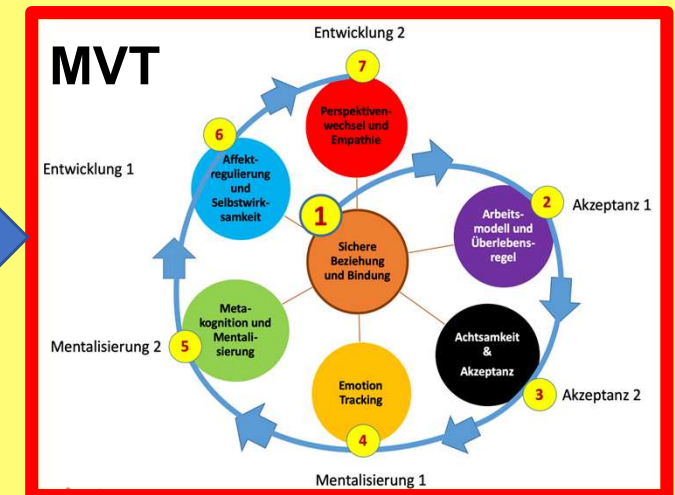 MVT
Entwicklung 2
7
Perspektiven-
wechsel und
Empathie
6
Affekt-
regulierung
und
Selbstwirk-
samkeit
Entwicklung 1
1
Sichere
Beziehung
und Bindung
2
Akzeptanz 1
Arbeits-
modell und
Überlebens-
regel
Achtsamkeit
&
Akzeptanz
3
Akzeptanz 2
Meta-
kognition und
Mentali-
sierung
5
Mentalisierung 2
Emotion
Tracking
4
Mentalisierung 1